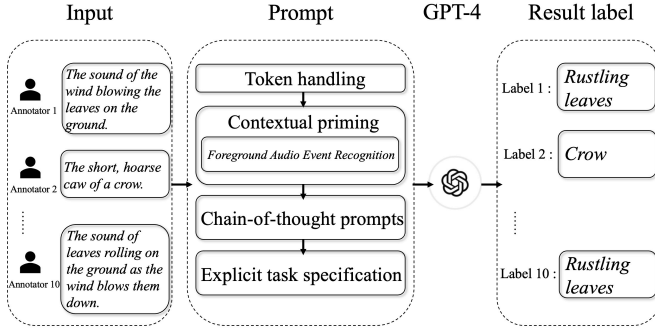 Input
Prompt
GPT-4
Result label
The sound of the
wind blowing the
leaves on the
ground.
Annotator 1
The short, hoarse
caw of a crow.
Annotator 2
......
The sound of
leaves rolling on
the ground as the
wind blows them
down.
Annotator 10
Token handling
Contextual priming
Foreground Audio Event Recognition
Chain-of-thought prompts
Explicit task specification
Label 1 :
Rustling
leaves
Label 2 :
Crow
......
Label 10 :
Rustling
leaves